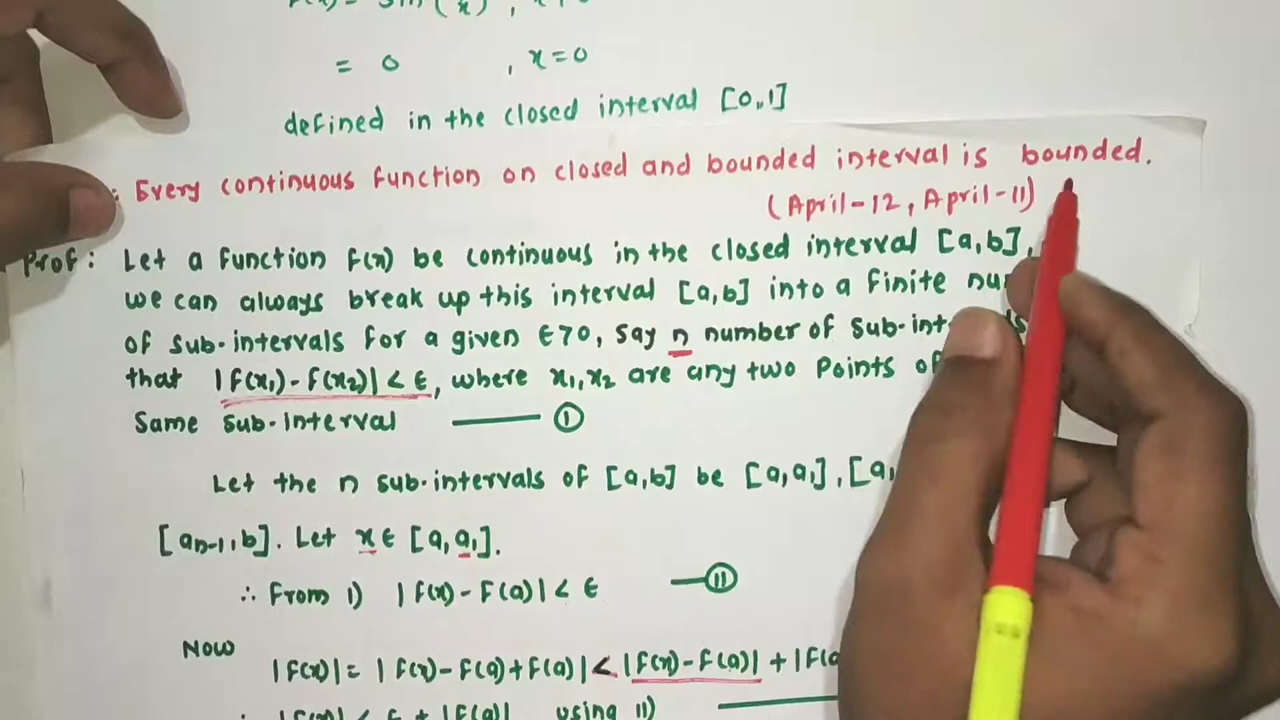 = 0 , x=0
defined in the closed interval [0,1]
: Every continuous function on closed and bounded interval is bounded.
(April-12, April-11)
Prof: Let a function f(x) be continuous in the closed interval [a,b],
we can always break up this interval [a,b] into a finite
of sub-intervals for a given ε>0, say n number of
that |f(x₁)-f(x₂)|<ε, where x₁,x₂ are any two Points of
Same sub-interval —— ①
Let the n sub-intervals of [a,b] be [a,a₁],
[aₙ₋₁,b]. Let x∈ [a,a₁].
∴ From 1) |f(x)-f(a)|< ε —Ⓘ︎Ⅱ
Now
|f(x)|= |f(x)-f(a)+f(a)|< |f(x)-f(a)| +
using 11)